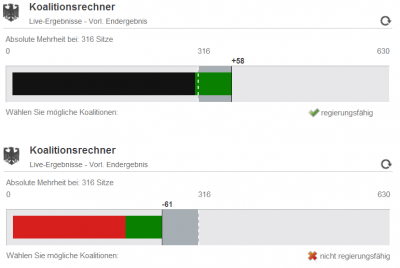 Koalitionsrechner
Live-Ergebnisse - Vorl. Endergebnis
Absolute Mehrheit bei: 316 Sitze
0 316 630
+58
Wählen Sie mögliche Koalitionen: regierungsfähig
Koalitionsrechner
Live-Ergebnisse - Vorl. Endergebnis
Absolute Mehrheit bei: 316 Sitze
0 316 630
-61
Wählen Sie mögliche Koalitionen: nicht regierungsfähig